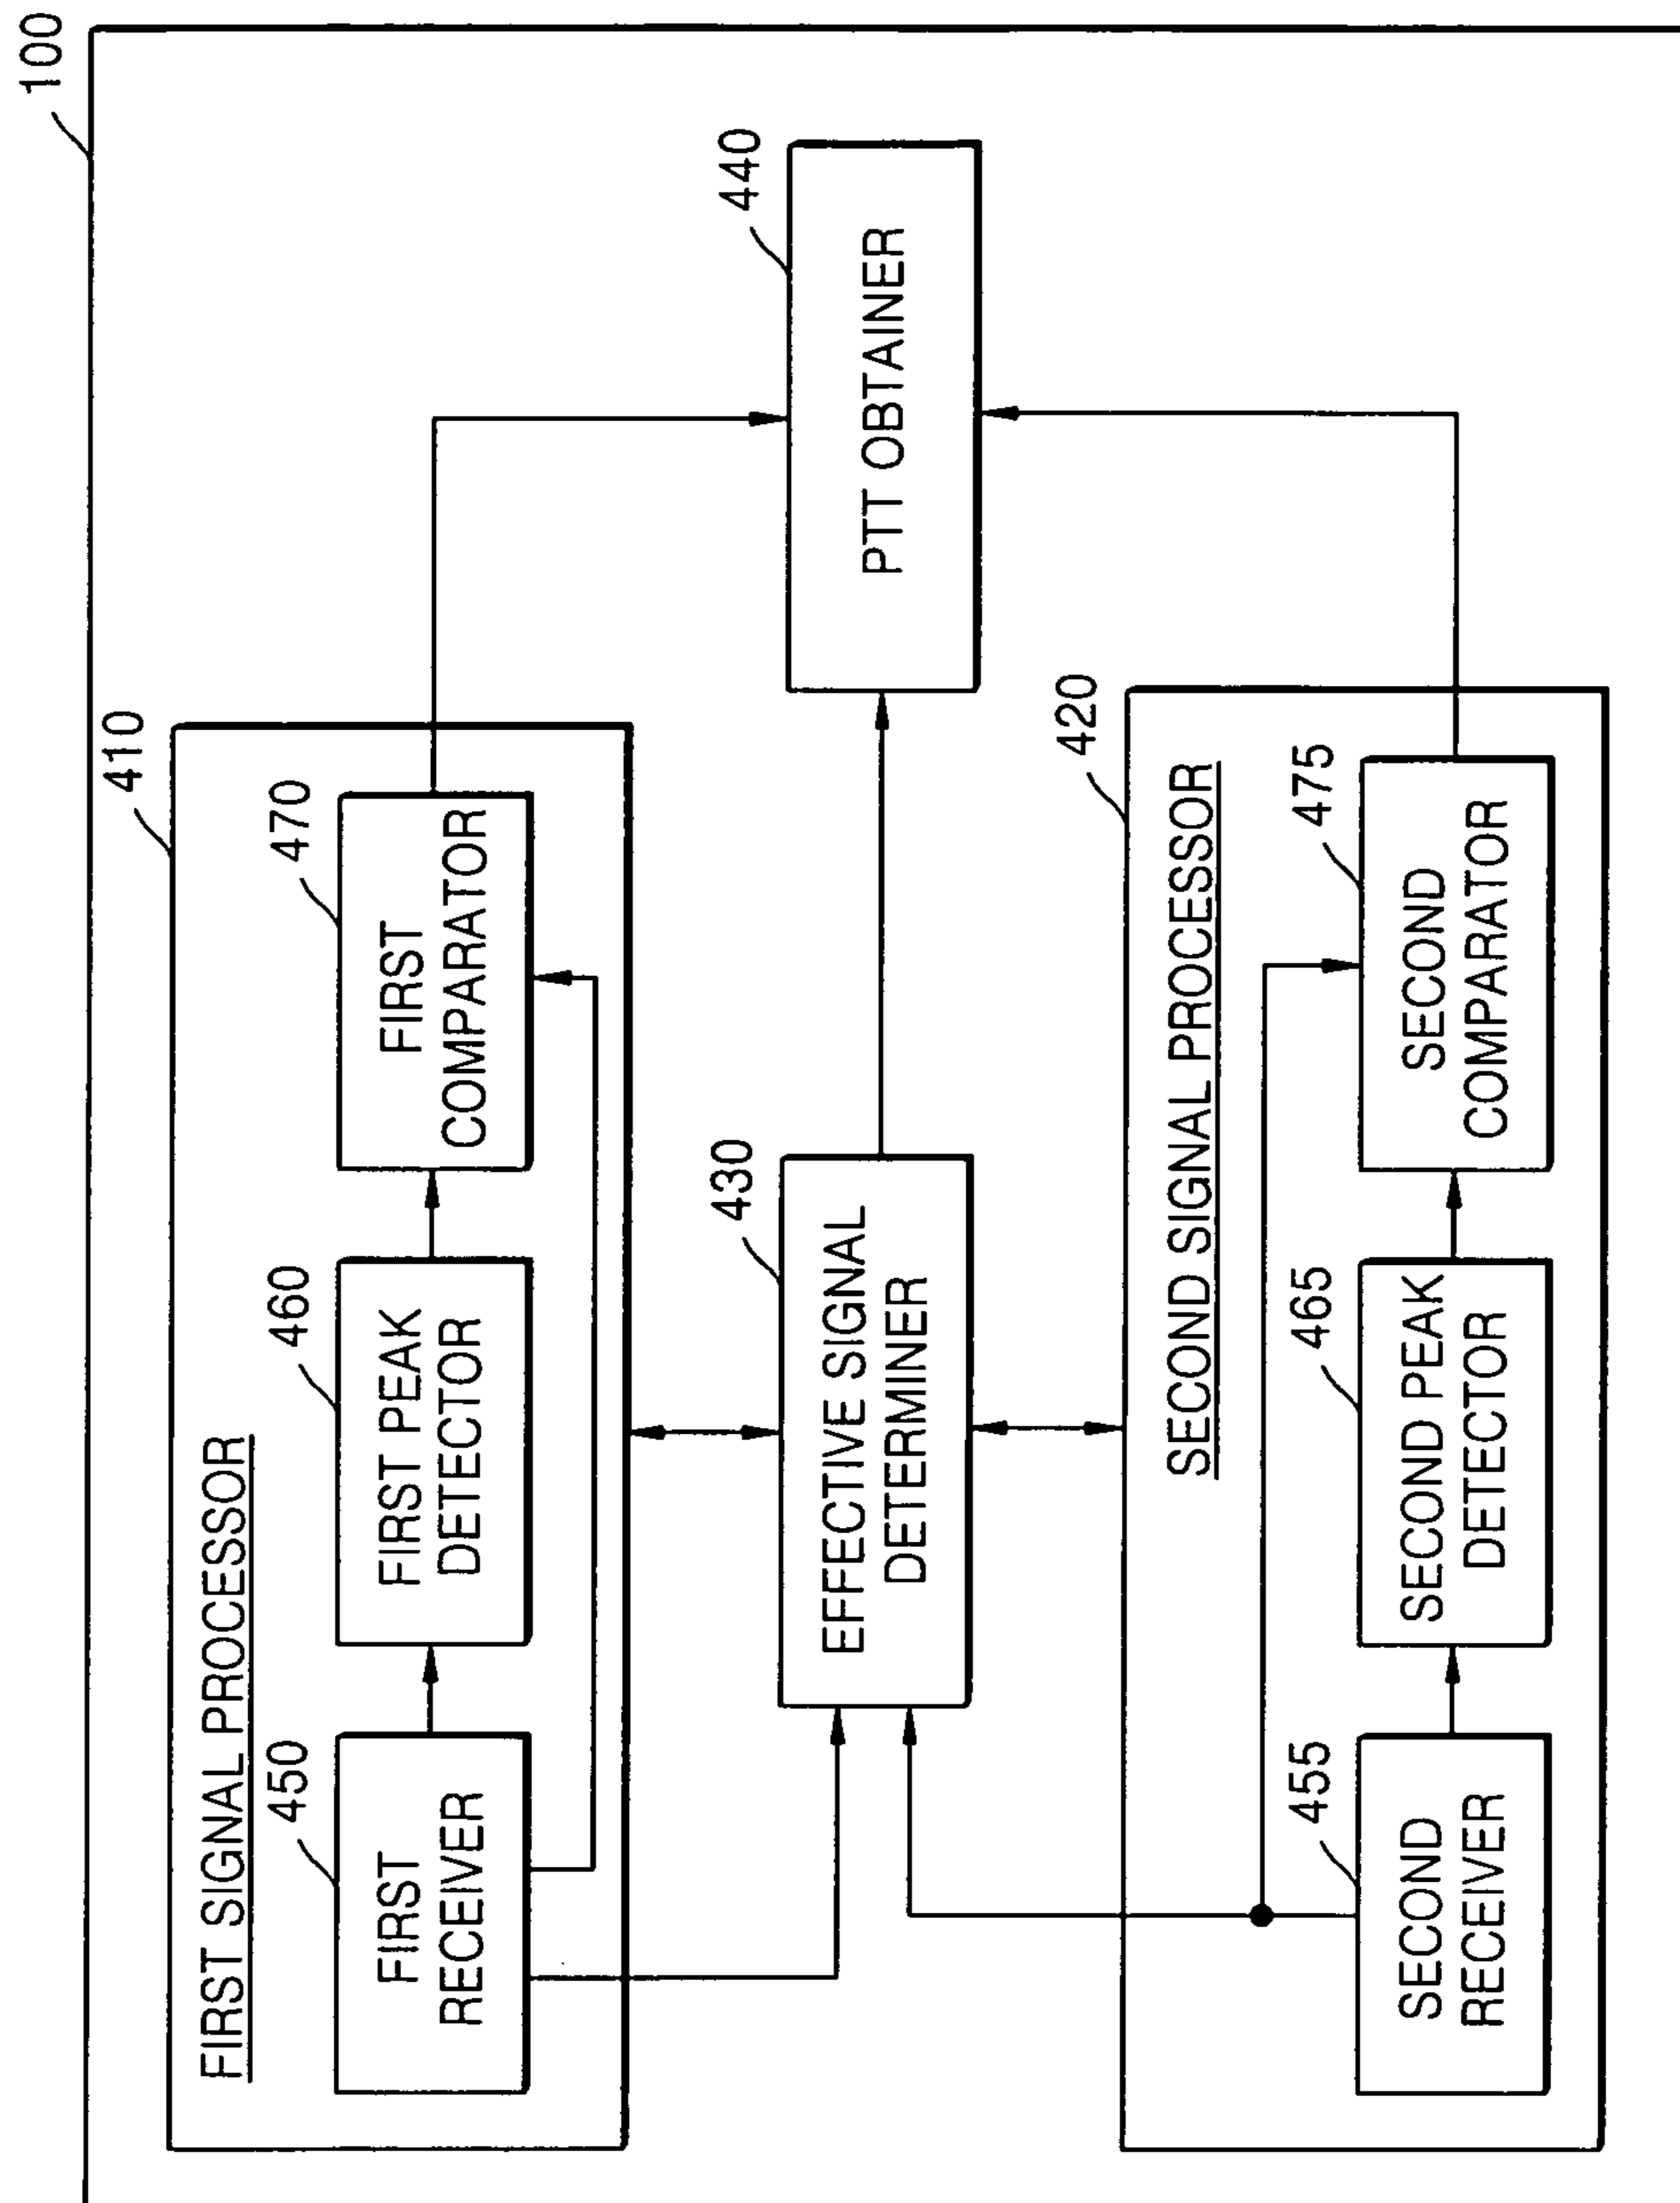 100
410
FIRST SIGNAL PROCESSOR
450
FIRST
RECEIVER
460
FIRST PEAK
DETECTOR
470
FIRST
COMPARATOR
430
EFFECTIVE SIGNAL
DETERMINER
440
PTT OBTAINER
420
SECOND SIGNAL PROCESSOR
455
SECOND
RECEIVER
465
SECOND PEAK
DETECTOR
475
SECOND
COMPARATOR